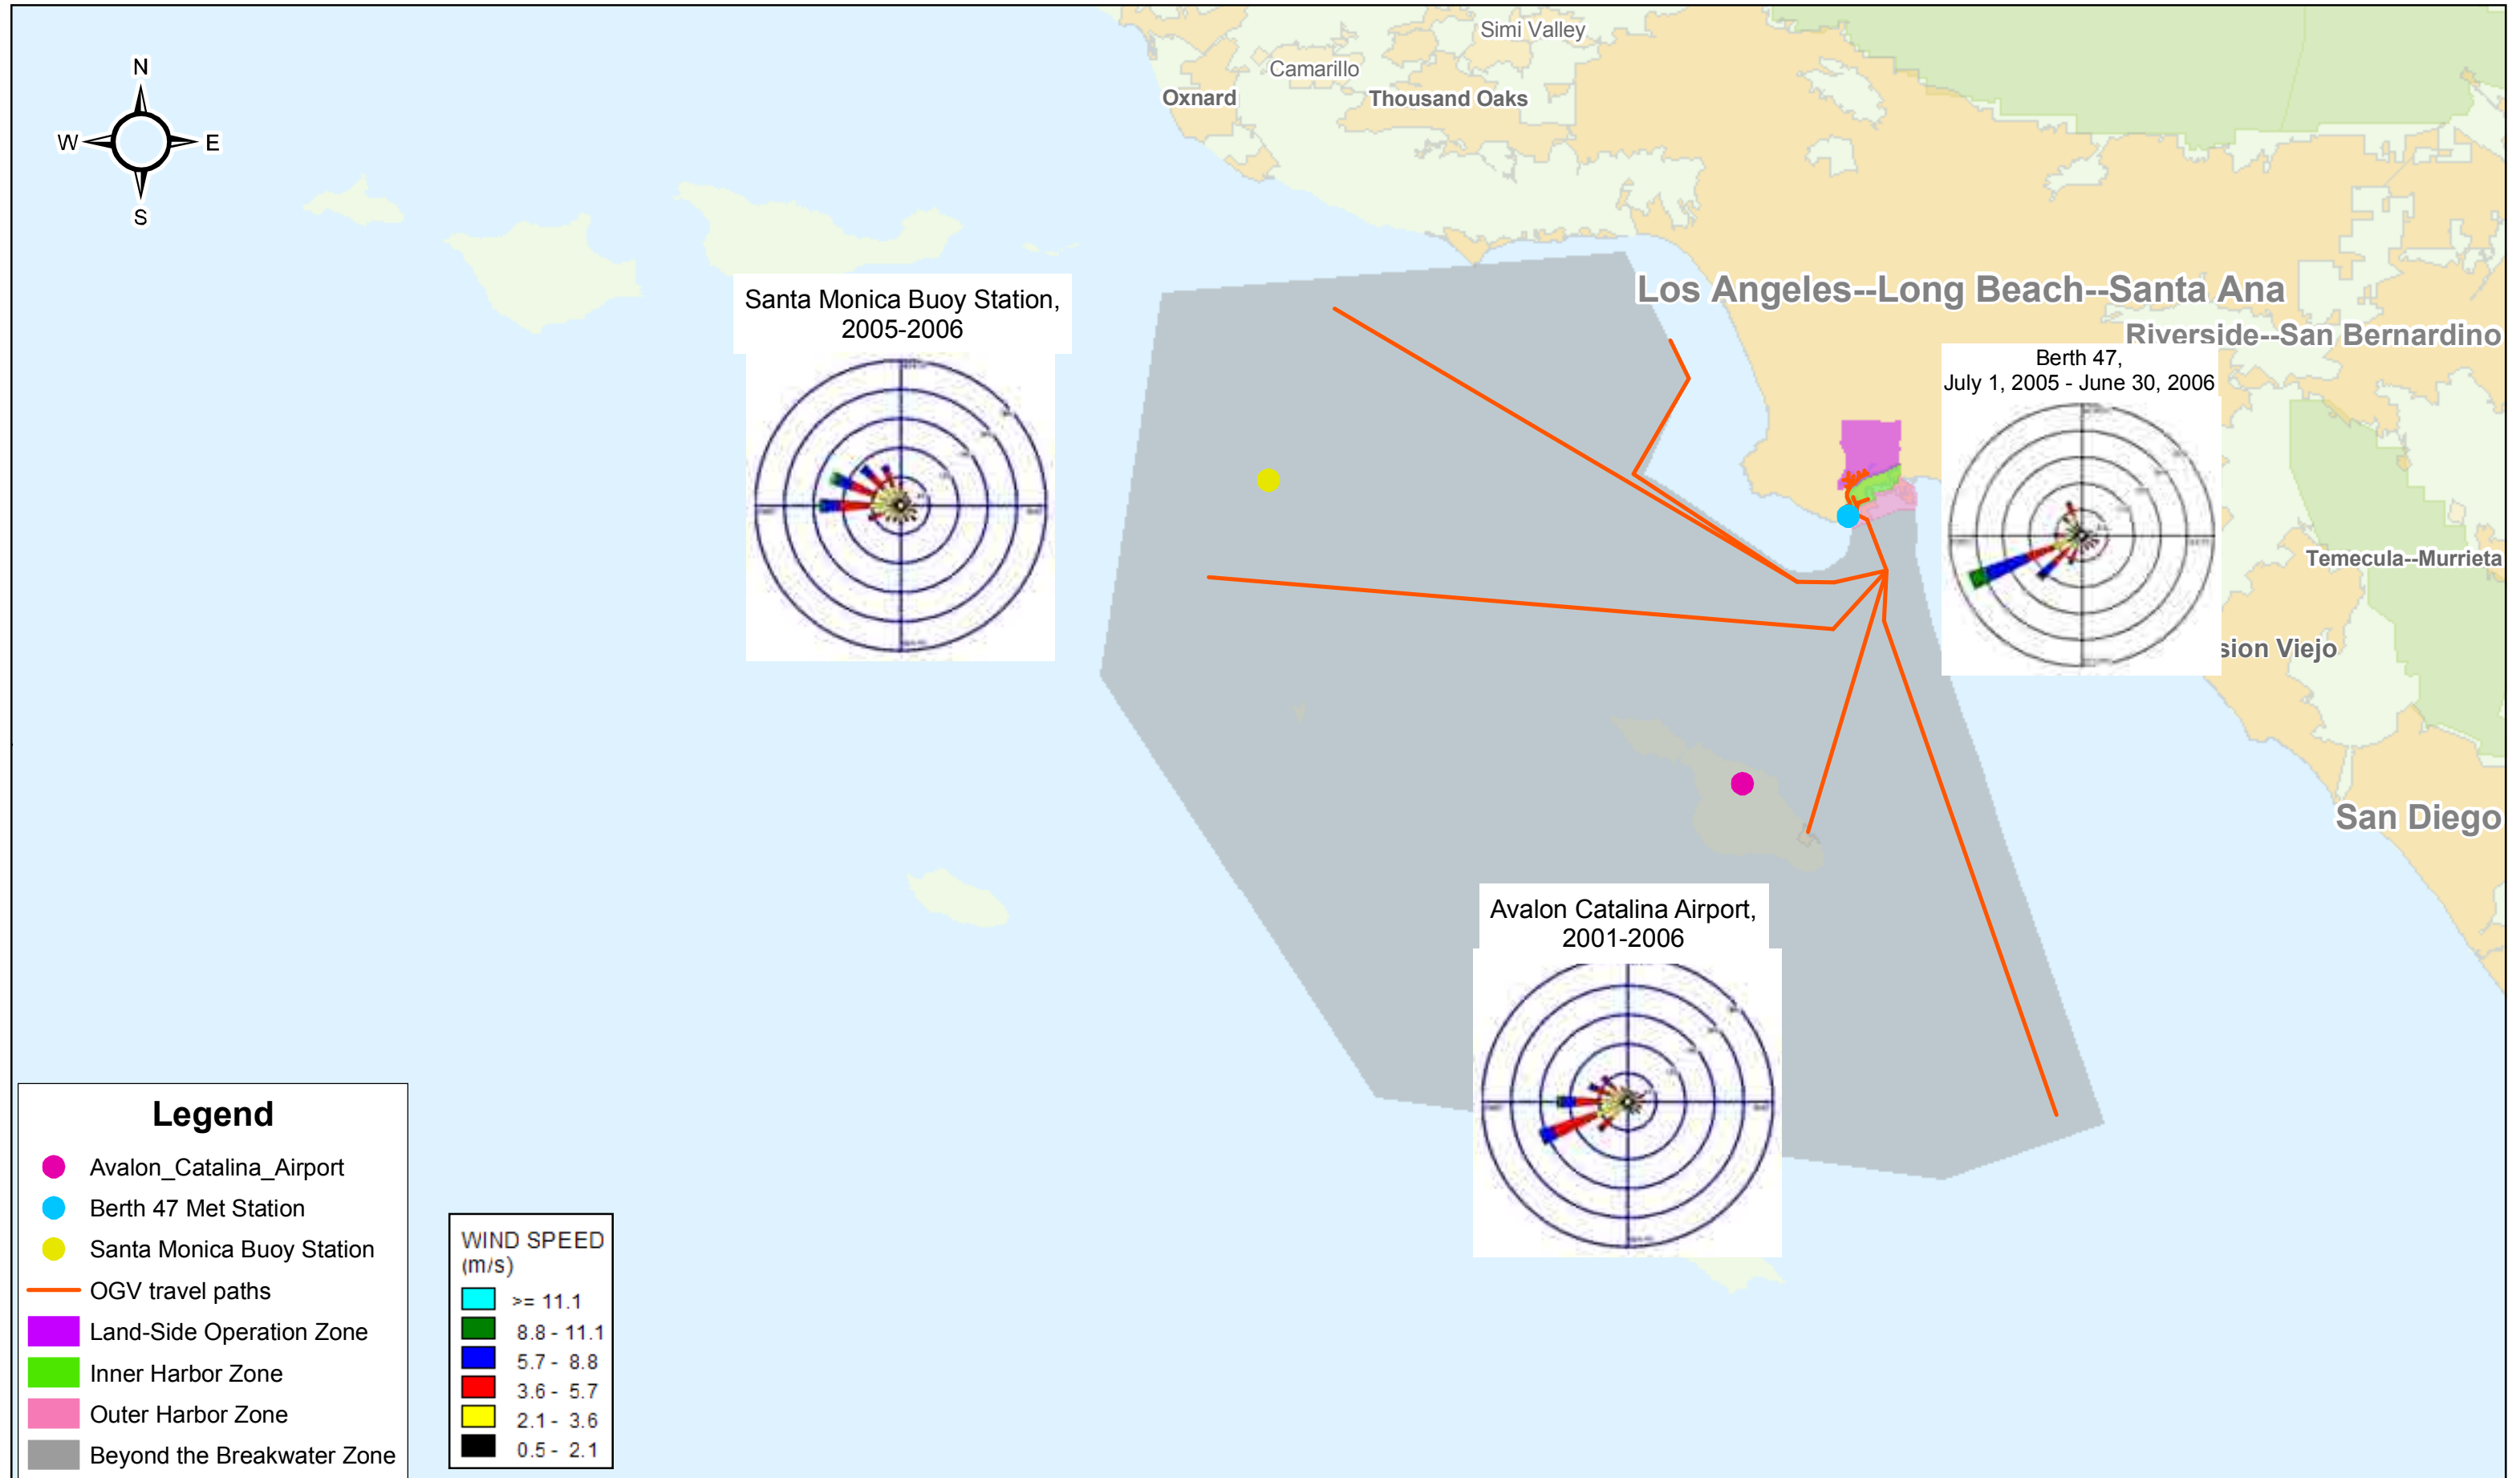 Simi Valley
Camarillo
Oxnard
Thousand Oaks
N
W
E
S
Los Angeles--Long Beach--Santa Ana
Riverside--San Bernardino
Santa Monica Buoy Station,
2005-2006
Berth 47,
July 1, 2005 - June 30, 2006
Temecula--Murrieta
sion Viejo
San Diego
Avalon Catalina Airport,
2001-2006
Legend
Avalon_Catalina_Airport
Berth 47 Met Station
Santa Monica Buoy Station
OGV travel paths
Land-Side Operation Zone
Inner Harbor Zone
Outer Harbor Zone
Beyond the Breakwater Zone
WIND SPEED
(m/s)
>= 11.1
8.8 - 11.1
5.7 - 8.8
3.6 - 5.7
2.1 - 3.6
0.5 - 2.1